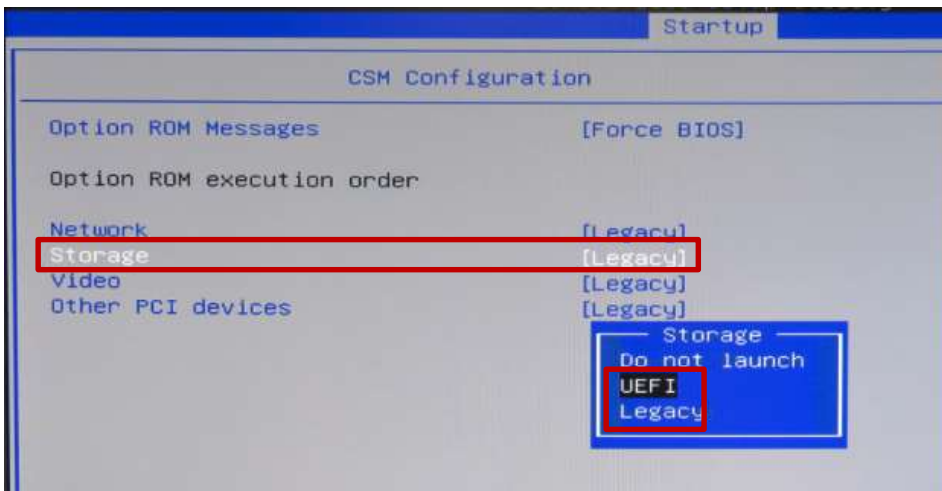 Startup
CSM Configuration
Option ROM Messages [Force BIOS]
Option ROM execution order
Network [Legacy]
Storage [Legacy]
Video [Legacy]
Other PCI devices [Legacy]
Storage
Do not launch
UEFI
Legacy